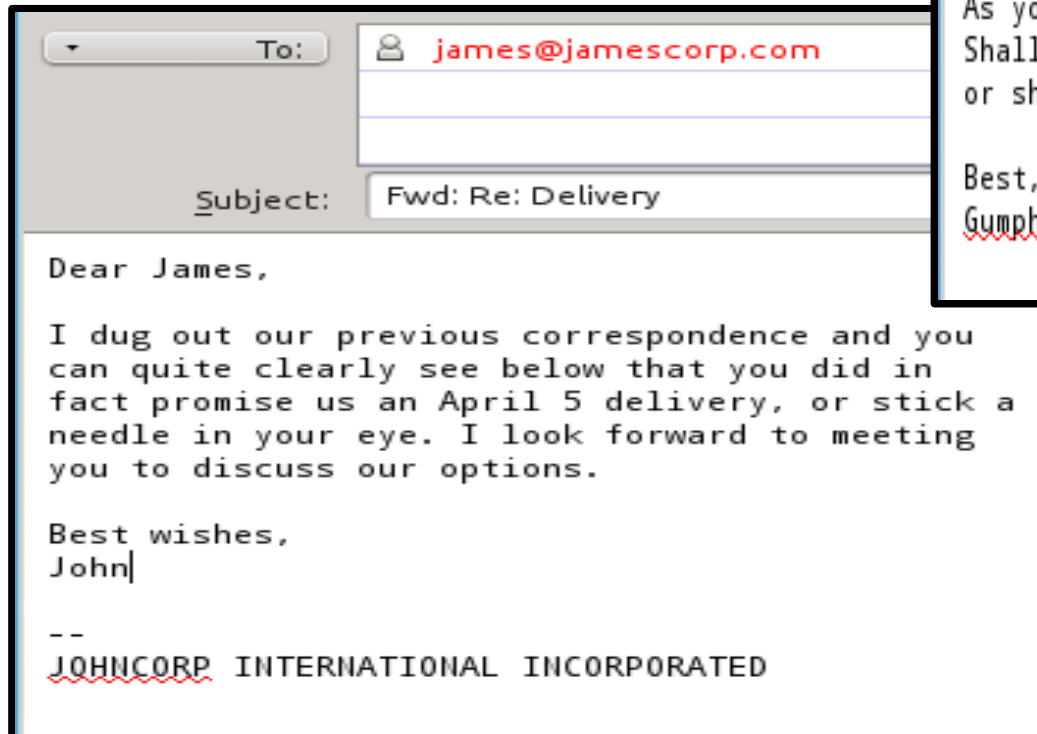 To:
james@jamescorp.com
Subject:
Fwd: Re: Delivery
Dear James,
I dug out our previous correspondence and you
can quite clearly see below that you did in
fact promise us an April 5 delivery, or stick a
needle in your eye. I look forward to meeting
you to discuss our options.
Best wishes,
John
--
JOHNCORP INTERNATIONAL INCORPORATED
As
Shall
or
Best,